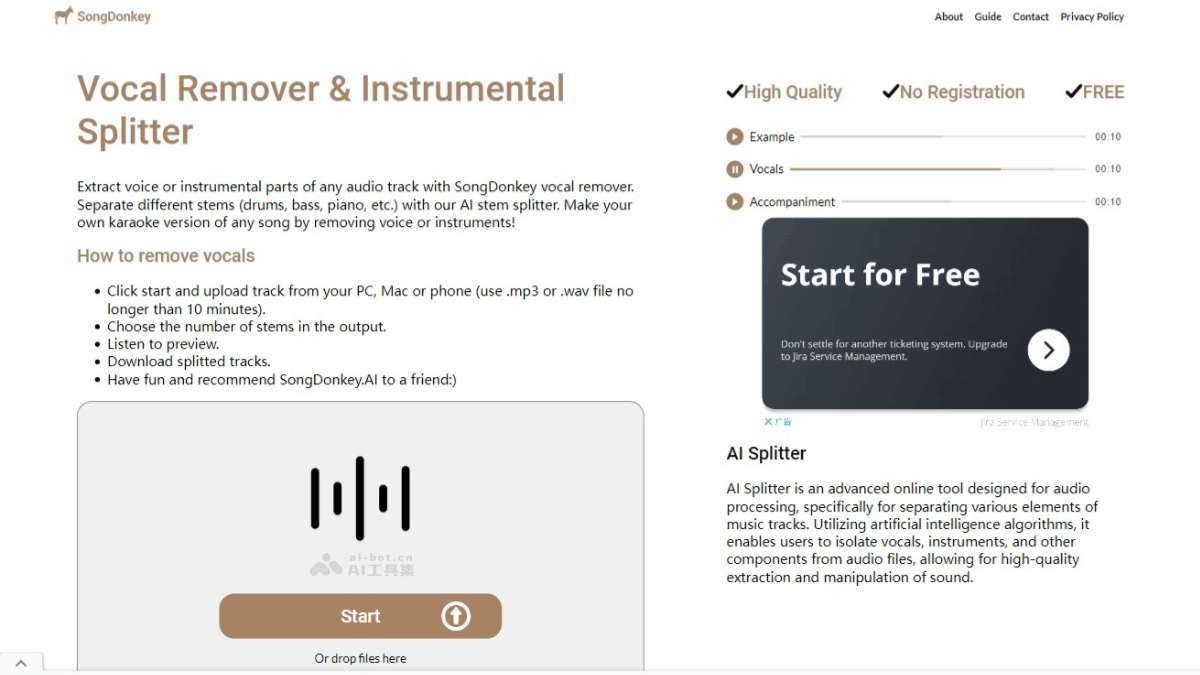 SongDonkey
About Guide Contact Privacy Policy
Vocal Remover & Instrumental
Splitter
Extract voice or instrumental parts of any audio track with SongDonkey vocal remover.
Separate different stems (drums, bass, piano, etc.) with our AI stem splitter. Make your
own karaoke version of any song by removing voice or instruments!
How to remove vocals
Click start and upload track from your PC, Mac or phone (use .mp3 or .wav file no
longer than 10 minutes).
Choose the number of stems in the output.
Listen to preview.
Download splitted tracks.
Have fun and recommend SongDonkey.AI to a friend:)
ai-bot.cn
AI工具集
Start
Or drop files here
High Quality No Registration FREE
Example 00:10
Vocals 00:10
Accompaniment 00:10
Start for Free
Don't settle for another ticketing system. Upgrade
to Jira Service Management.
广告 Jira Service Management
AI Splitter
AI Splitter is an advanced online tool designed for audio
processing, specifically for separating various elements of
music tracks. Utilizing artificial intelligence algorithms, it
enables users to isolate vocals, instruments, and other
components from audio files, allowing for high-quality
extraction and manipulation of sound.